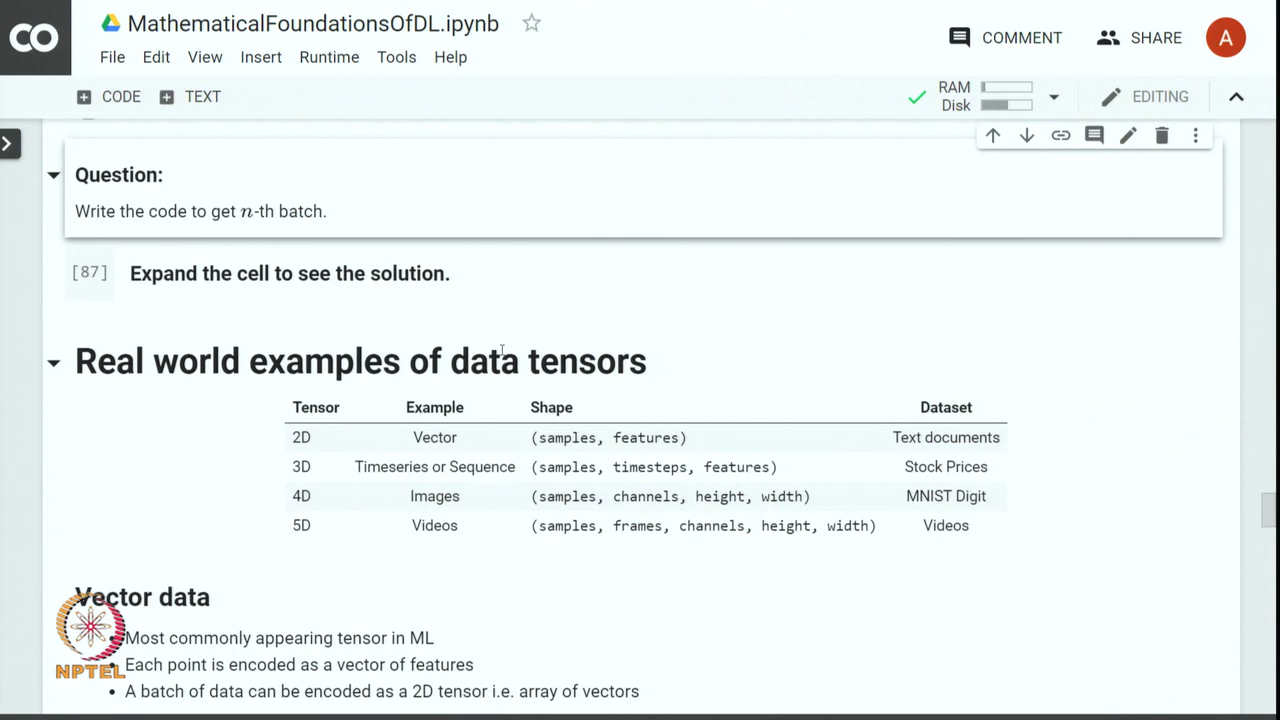 CO MathematicalFoundationsOfDL.ipynb
File Edit View Insert Runtime Tools Help
COMMENT SHARE A
CODE TEXT
RAM
Disk
EDITING
Question:
Write the code to get n-th batch.
[87] Expand the cell to see the solution.
Real world examples of data tensors
Tensor Example Shape Dataset
2D Vector (samples, features) Text documents
3D Timeseries or Sequence (samples, timesteps, features) Stock Prices
4D Images (samples, channels, height, width) MNIST Digit
5D Videos (samples, frames, channels, height, width) Videos
Vector data
• Most commonly appearing tensor in ML
• Each point is encoded as a vector of features
• A batch of data can be encoded as a 2D tensor i.e. array of vectors
NPTEL